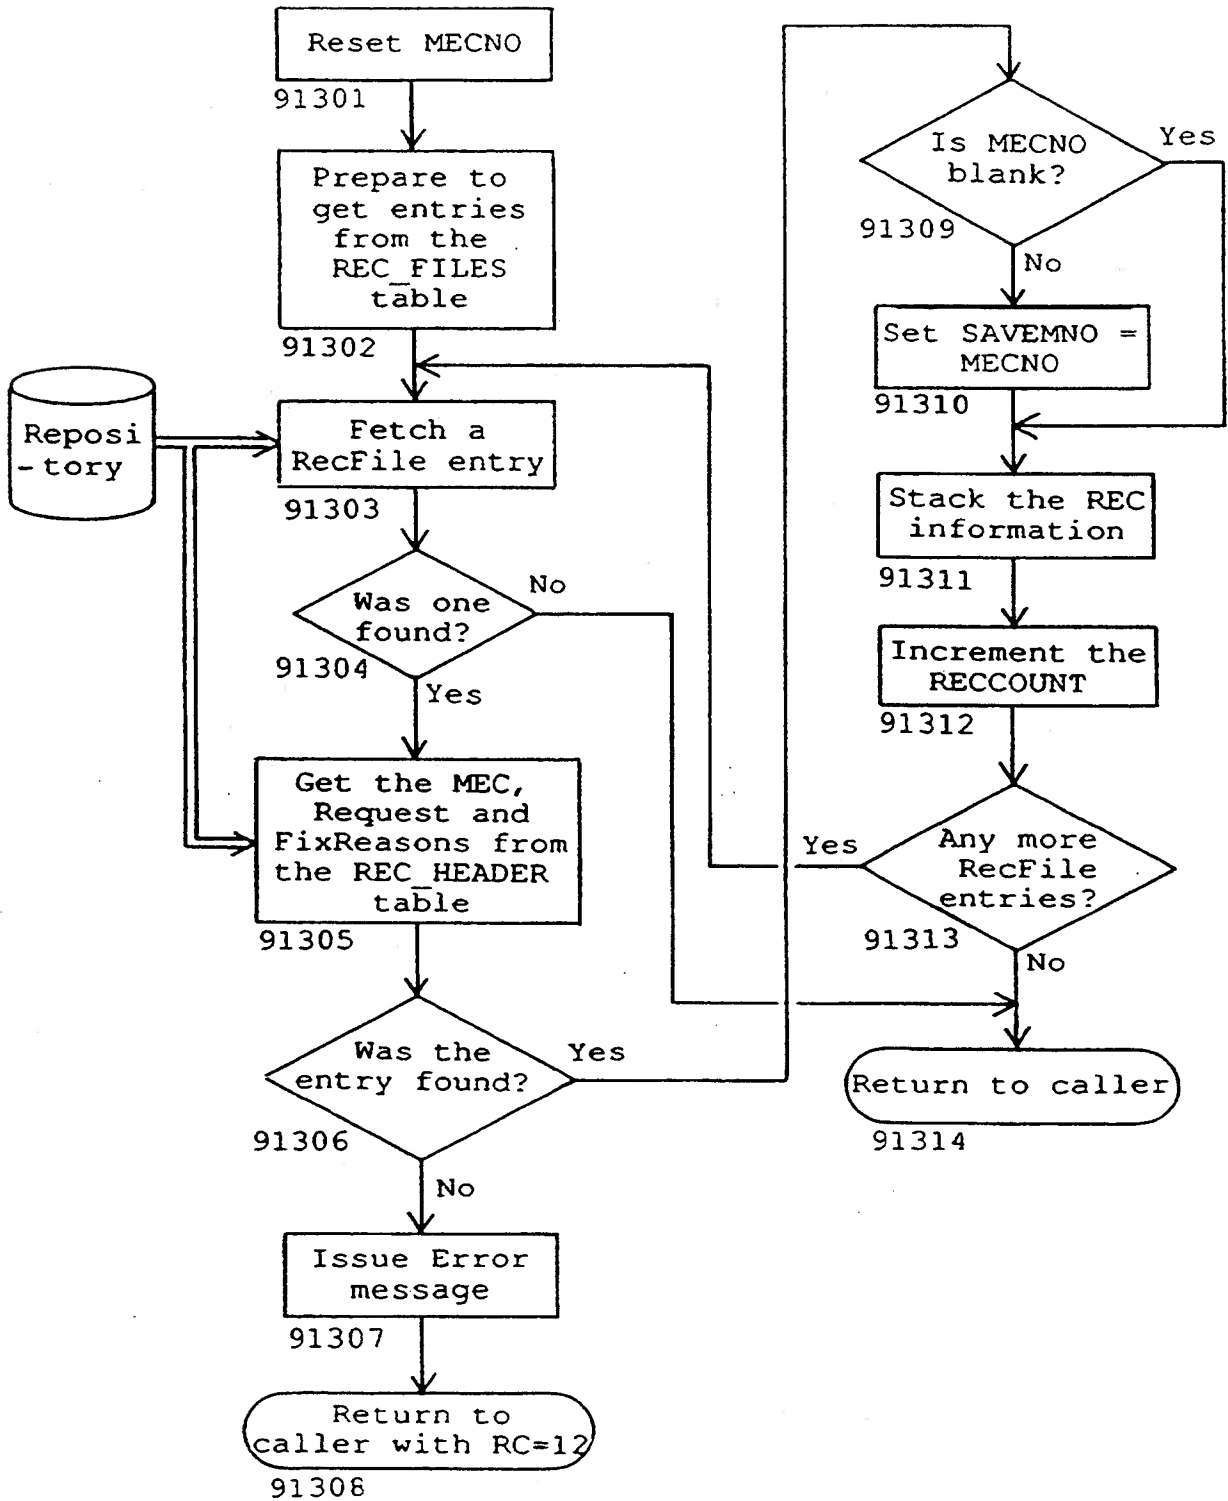 Reset MECNO
91301
Prepare to
get entries
from the
REC_FILES
table
91302
Reposi
-tory
Fetch a
RecFile entry
91303
Was one
found?
No
91304
Yes
Get the MEC,
Request and
FixReasons from
the REC_HEADER
table
91305
Was the
entry found?
Yes
91306
No
Issue Error
message
91307
Return to
caller with RC=12
91308
Is MECNO
blank?
Yes
91309
No
Set SAVEMNO =
MECNO
91310
Stack the REC
information
91311
Increment the
RECCOUNT
91312
Any more
RecFile
entries?
Yes
91313
No
Return to caller
91314